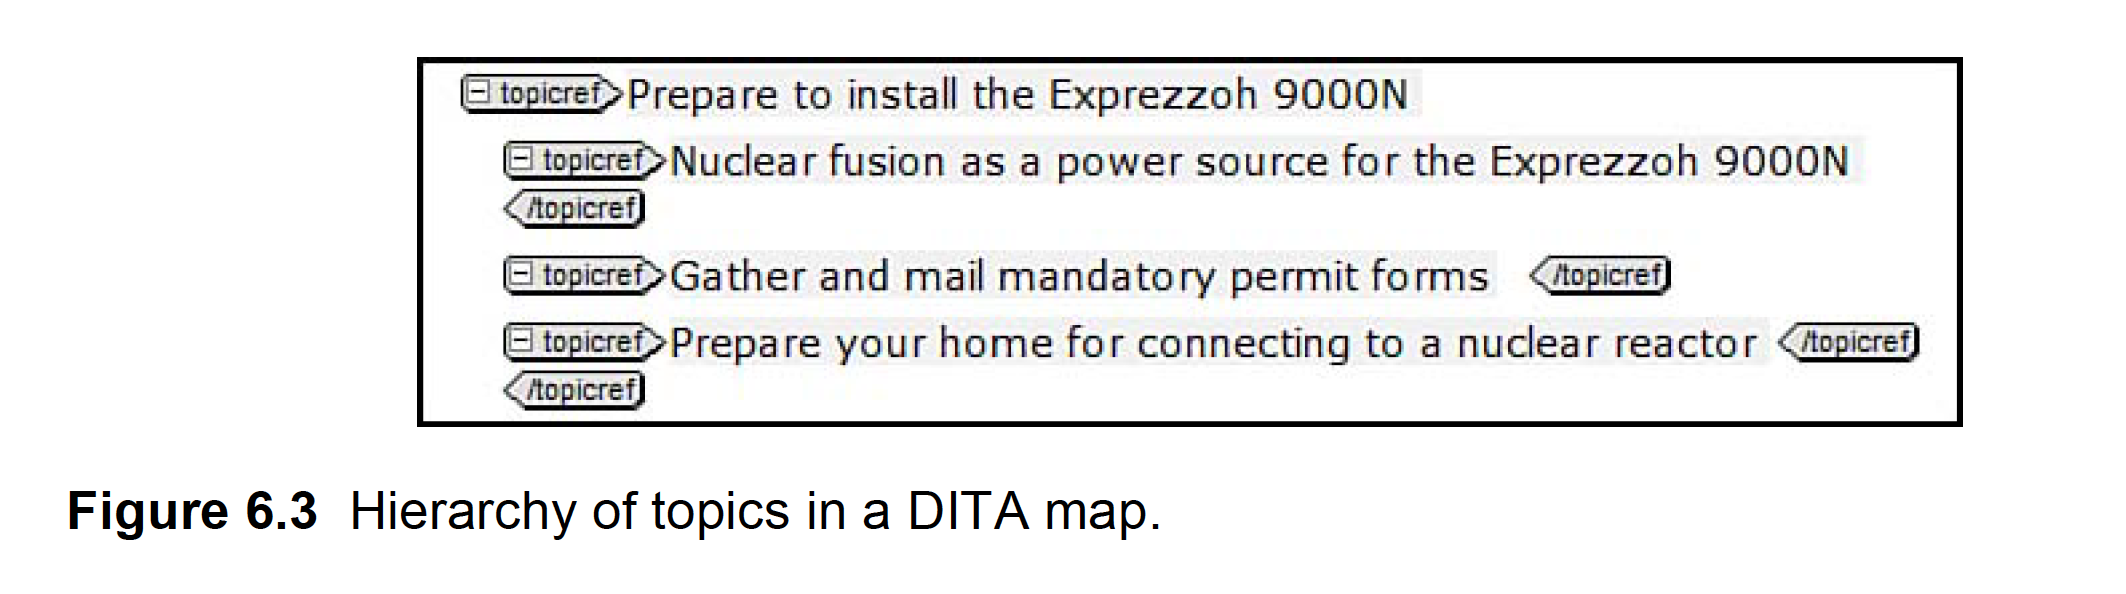 topicref Prepare to install the Exprezzoh 9000N
topicref Nuclear fusion as a power source for the Exprezzoh 9000N
/topicref
topicref Gather and mail mandatory permit forms /topicref
topicref Prepare your home for connecting to a nuclear reactor /topicref
/topicref
Figure 6.3 Hierarchy of topics in a DITA map.